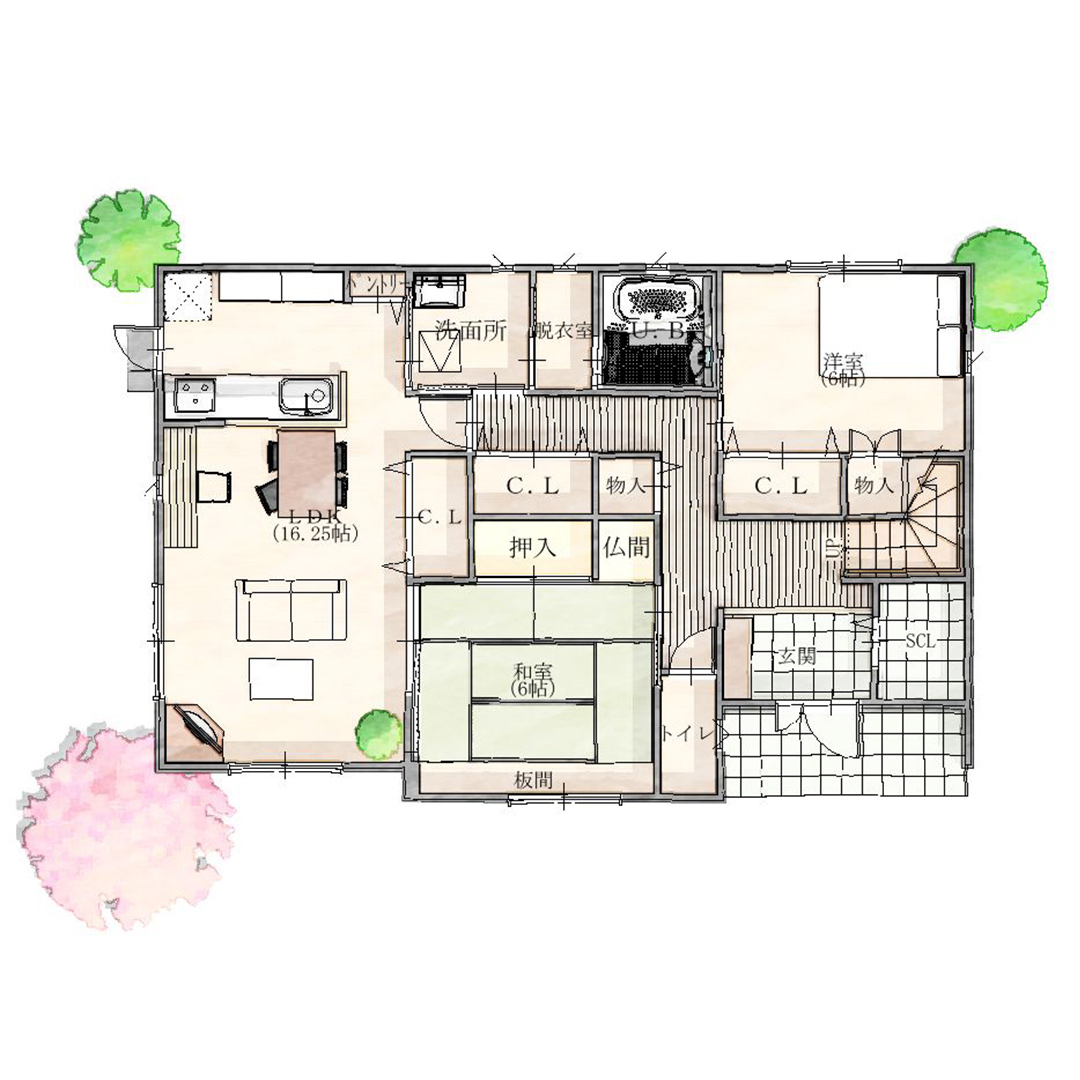 パントリー
洗面所
脱衣室
U.B
洋室
(6帖)
C.L
物入
C.L
物入
C.L
LDK
(16.25帖)
押入
仏間
UP
和室
(6帖)
玄関
SCL
トイレ
板間